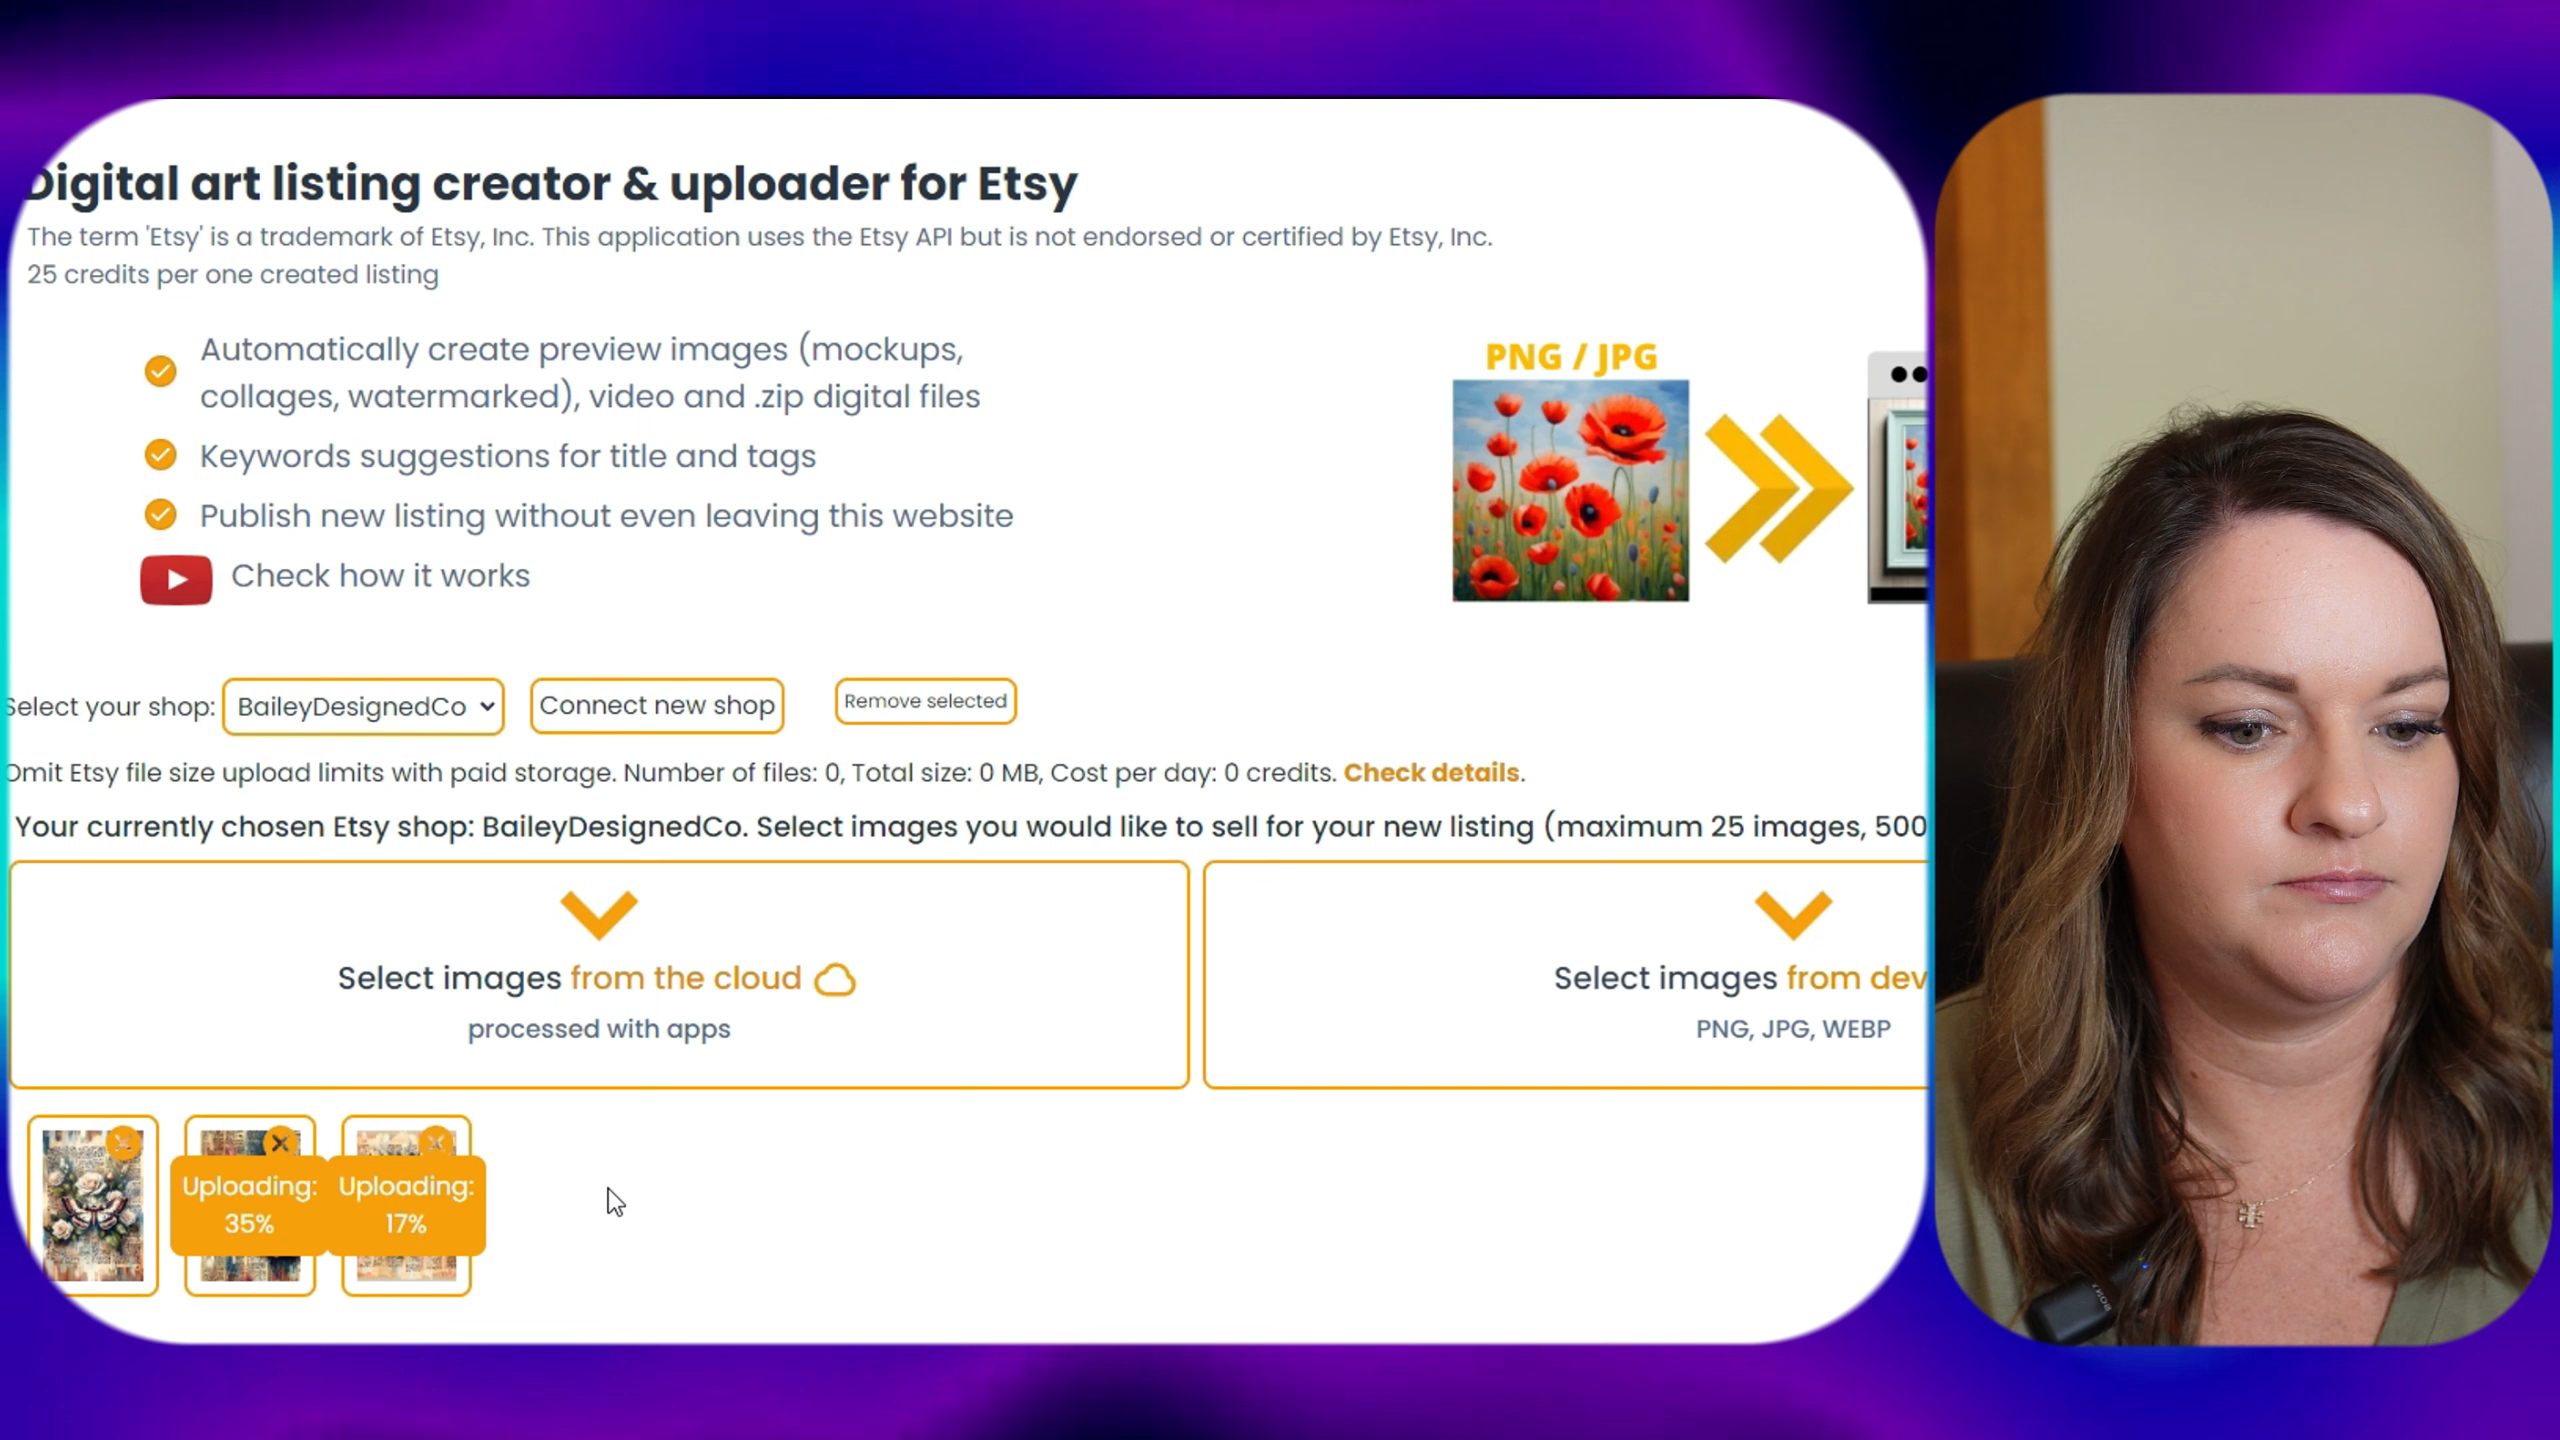 Digital art listing creator & uploader for Etsy
The term 'Etsy' is a trademark of Etsy, Inc. This application uses the Etsy API but is not endorsed or certified by Etsy, Inc.
25 credits per one created listing
Automatically create preview images (mockups,
collages, watermarked), video and .zip digital files
Keywords suggestions for title and tags
Publish new listing without even leaving this website
Check how it works
PNG / JPG
Select your shop: BaileyDesignedCo Connect new shop Remove selected
Omit Etsy file size upload limits with paid storage. Number of files: 0, Total size: 0 MB, Cost per day: 0 credits. Check details.
Your currently chosen Etsy shop: BaileyDesignedCo. Select images you would like to sell for your new listing (maximum 25 images, 500
Select images from the cloud
processed with apps
Select images from dev
PNG, JPG, WEBP
Uploading:
35%
Uploading:
17%